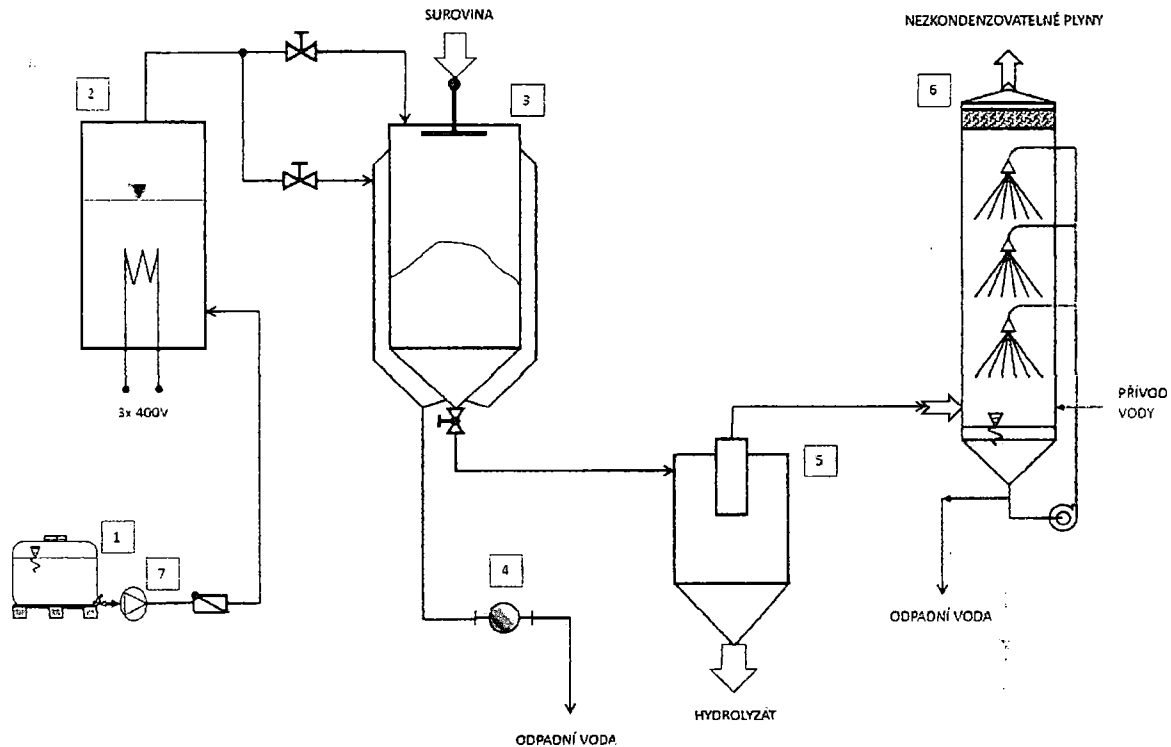 SUROVINA
NEZKONDENZOVATELNÉ PLYNY
2
3
6
3x 400V
PŘÍVOD
VODY
5
1
7
4
ODPADNÍ VODA
HYDROLYZÁT
ODPADNÍ VODA